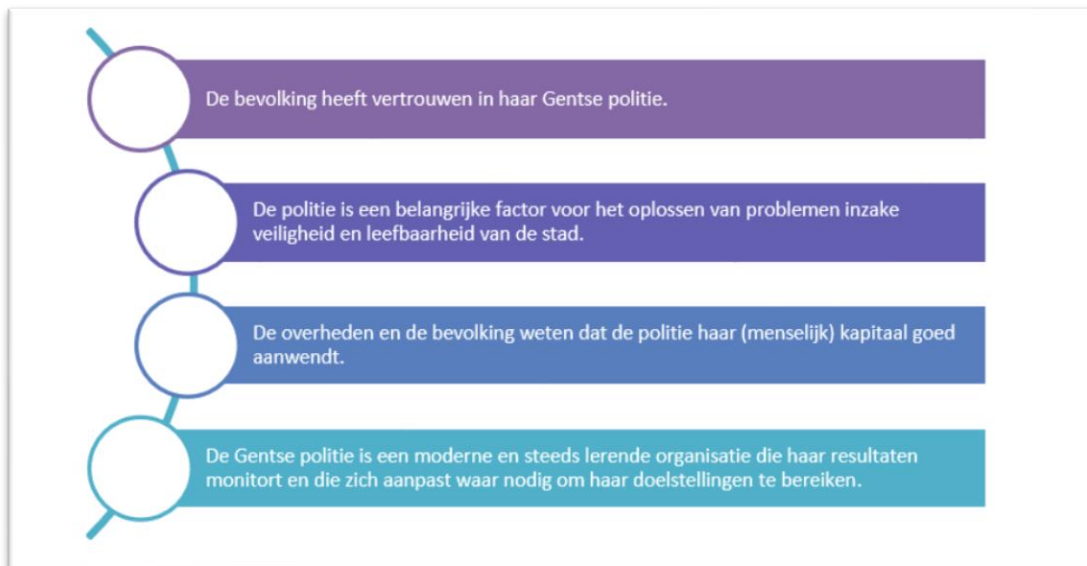 De bevolking heeft vertrouwen in haar Gentse politie.
De politie is een belangrijke factor voor het oplossen van problemen inzake
veiligheid en leefbaarheid van de stad.
De overheden en de bevolking weten dat de politie haar (menselijk) kapitaal goed
aanwendt.
De Gentse politie is een moderne en steeds lerende organisatie die haar resultaten
monitort en die zich aanpast waar nodig om haar doelstellingen te bereiken.